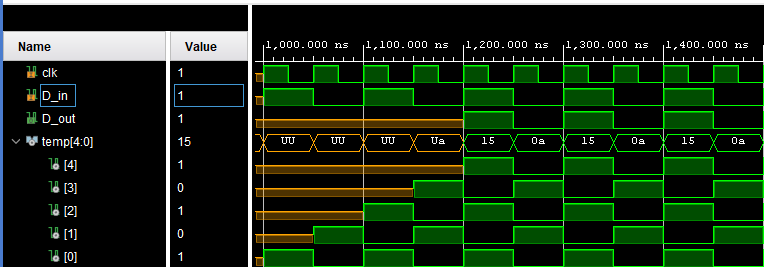 Name Value
1,000.000 ns 1,100.000 ns 1,200.000 ns 1,300.000 ns 1,400.000 ns
clk 1
D_in 1
D_out 1
temp[4:0] 15 UU UU UU Ua 15 0a 15 0a 15 0a
[4] 1
[3] 0
[2] 1
[1] 0
[0] 1